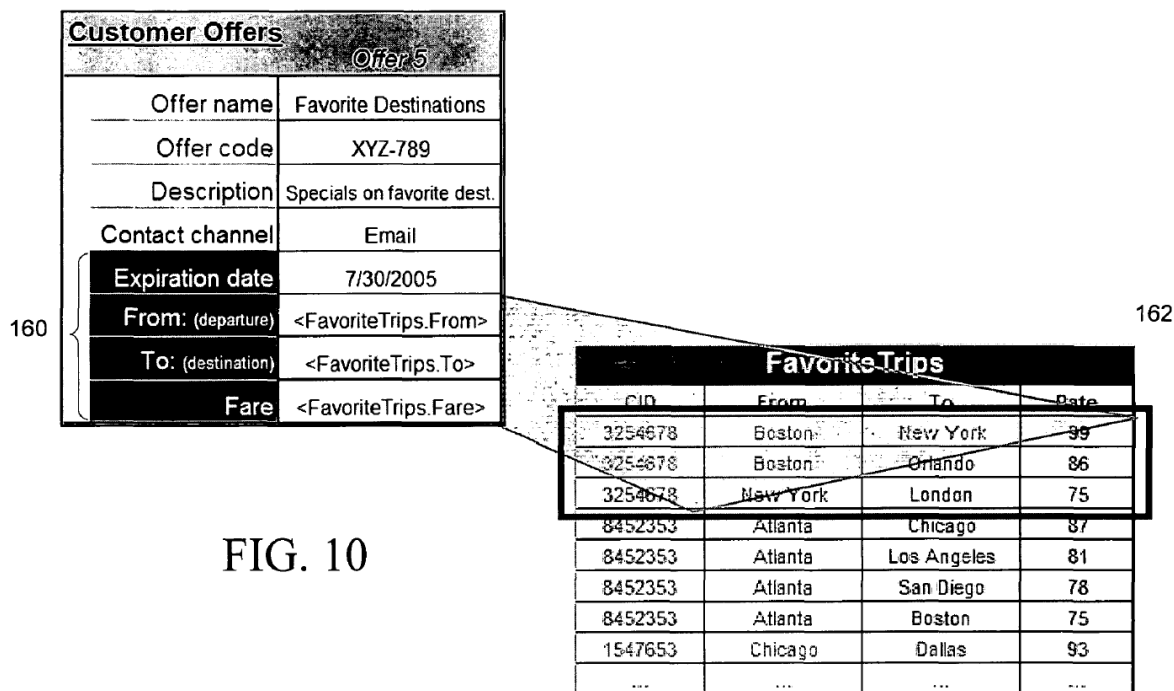 Customer Offers
Offer 5
Offer name Favorite Destinations
Offer code XYZ-789
Description Specials on favorite dest.
Contact channel Email
Expiration date 7/30/2005
From: (departure) <FavoriteTrips.From>
To: (destination) <FavoriteTrips.To>
Fare <FavoriteTrips.Fare>
160
162
FavoriteTrips
CID From To Rate
3254678 Boston New York 99
3254678 Boston Orlando 86
3254678 New York London 75
8452353 Atlanta Chicago 87
8452353 Atlanta Los Angeles 81
8452353 Atlanta San Diego 78
8452353 Atlanta Boston 75
1547653 Chicago Dallas 93
... ... ... ...
FIG. 10